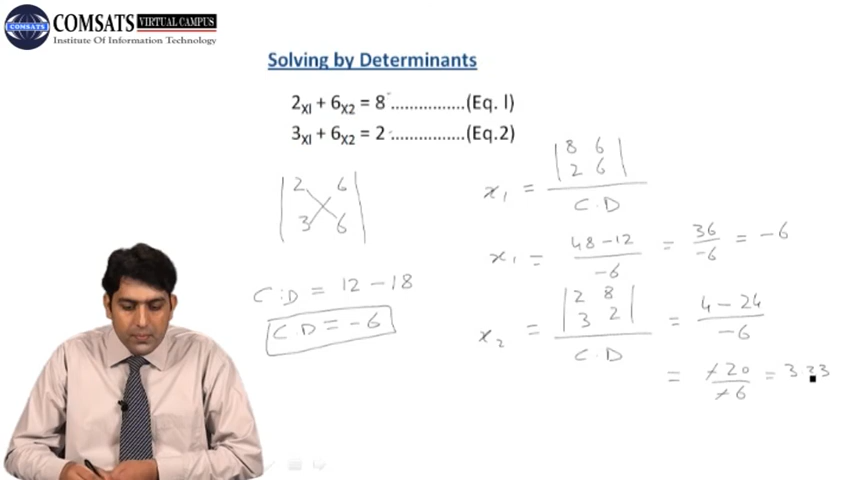 COMSATS VIRTUAL CAMPUS
Institute Of Information Technology
Solving by Determinants
2x1 + 6x2 = 8 ................(Eq. I)
3x1 + 6x2 = 2 ................(Eq.2)
| 2 6 |
| 3 6 |
C.D = 12 - 18
C.D = -6
x1 = | 8 6 |
| 2 6 |
C.D
x1 = 48 - 12 / -6 = 36 / -6 = -6
x2 = | 2 8 |
| 3 2 |
C.D
= 4 - 24 / -6
= -20 / -6 = 3.33